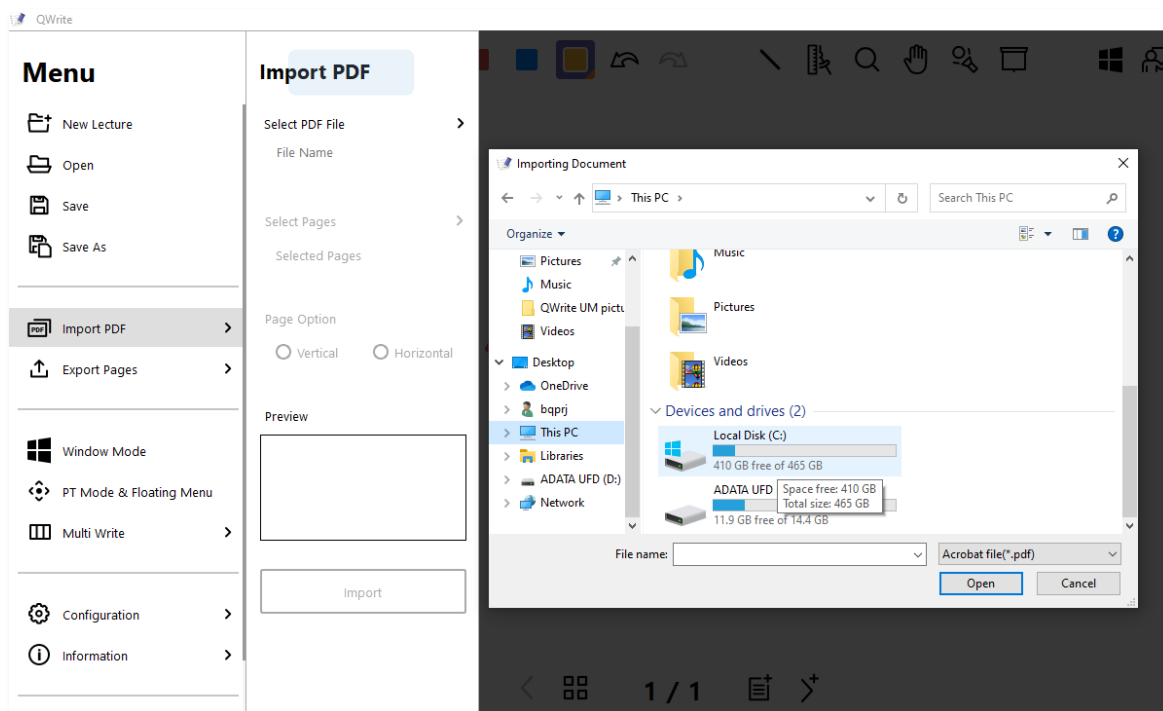 QWrite
Menu
New Lecture
Open
Save
Save As
PDF
Import PDF
Export Pages
Window Mode
PT Mode & Floating Menu
Multi Write
Configuration
Information
Import PDF
Select PDF File
File Name
Select Pages
Selected Pages
Page Option
Vertical
Horizontal
Preview
Import
Importing Document
This PC
Search This PC
Organize
Pictures
Music
QWrite UM pictu
Videos
Desktop
OneDrive
bqprj
This PC
Libraries
ADATA UFD (D:)
Network
Music
Pictures
Videos
Devices and drives (2)
Local Disk (C:)
410 GB free of 465 GB
ADATA UFD
Space free: 410 GB
Total size: 465 GB
11.9 GB free of 14.4 GB
File name:
Acrobat file(*.pdf)
Open
Cancel
1 / 1